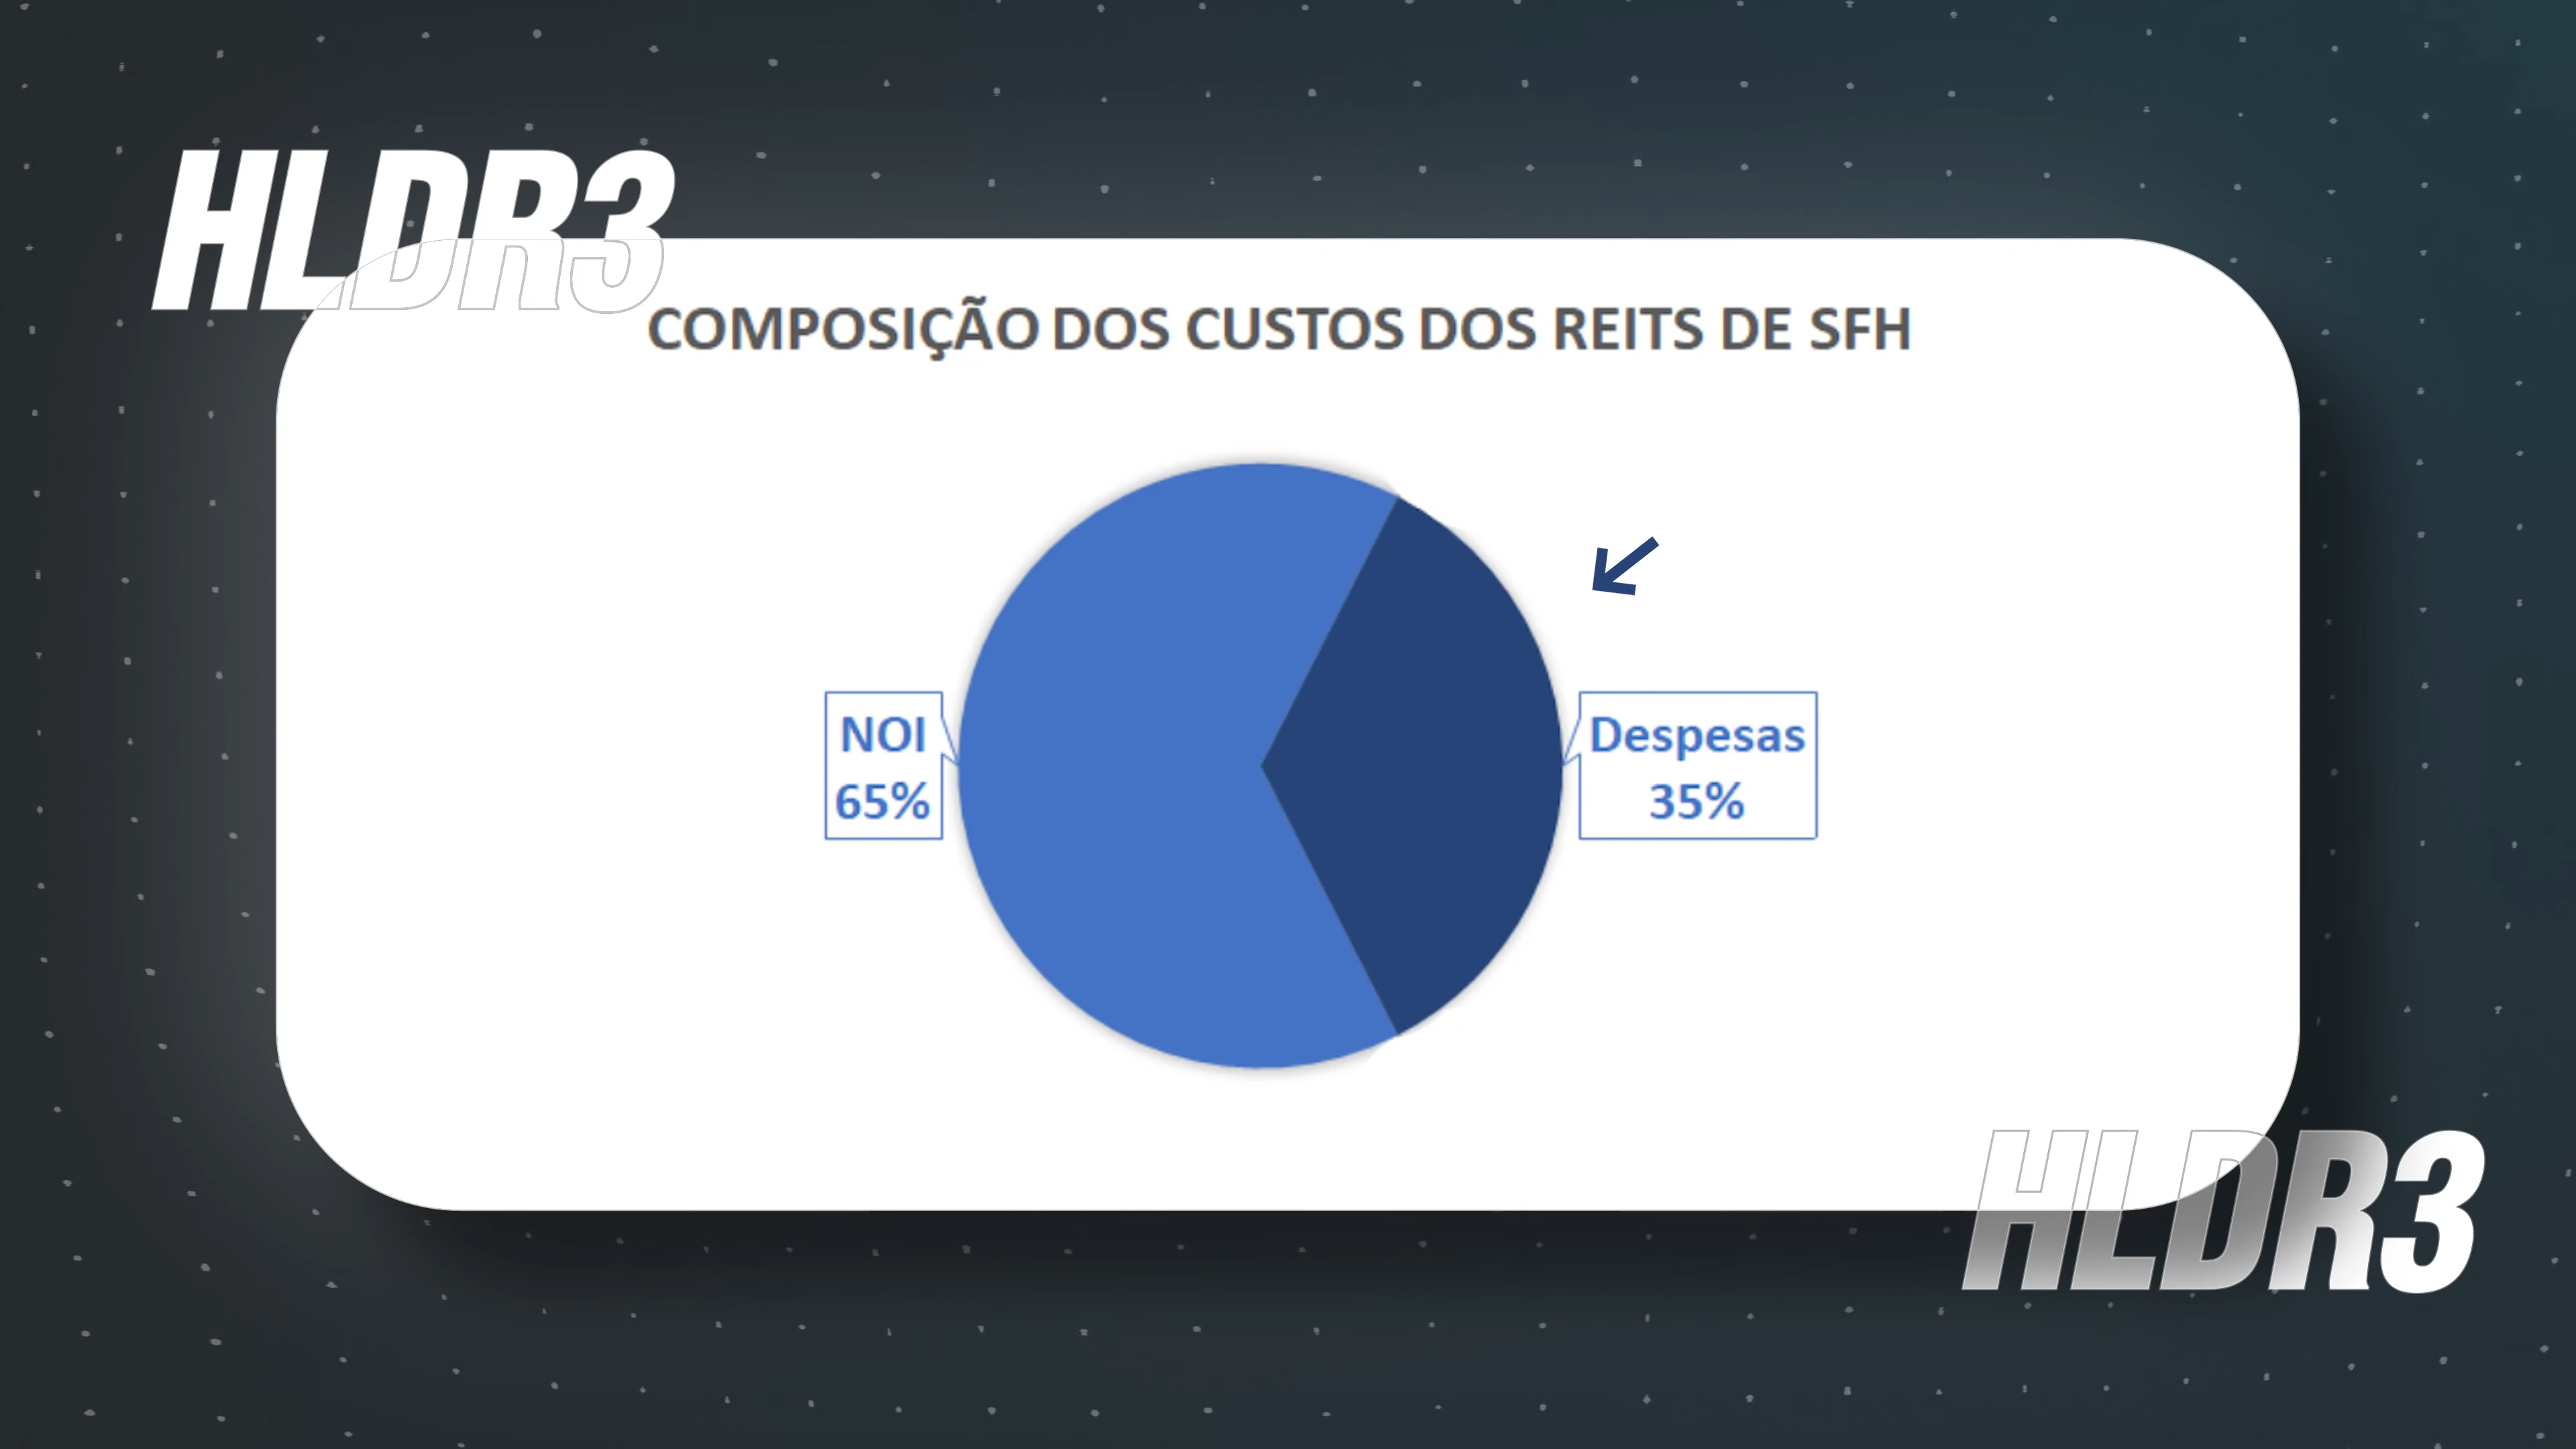 HLDR3
COMPOSIÇÃO DOS CUSTOS DOS REITS DE SFH
NOI
65%
Despesas
35%
HLDR3